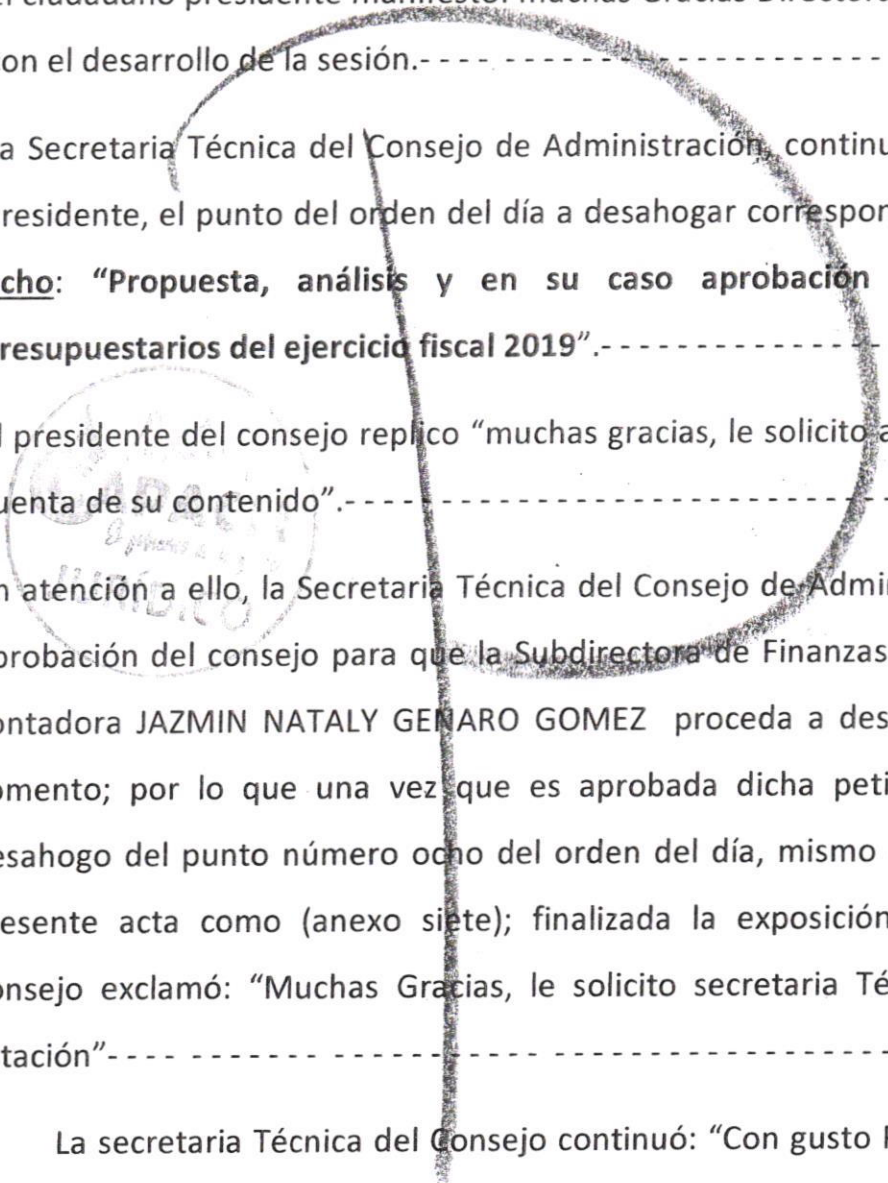 l ciudadano presidente manifestó: muchas Gracias Director
on el desarrollo de la sesión.- - - - - - - - - - - - - - - - - - - - - - - -
a Secretaria Técnica del Consejo de Administración, continu
residente, el punto del orden del día a desahogar correspon
cho: “Propuesta, análisis y en su caso aprobación
resupuestarios del ejercicio fiscal 2019”.- - - - - - - - - - - - - - -
l presidente del consejo replico “muchas gracias, le solicito a
uenta de su contenido”.- - - - - - - - - - - - - - - - - - - - - - - - - - - -
n atención a ello, la Secretaria Técnica del Consejo de Admin
probación del consejo para que la Subdirectora de Finanzas
ontadora JAZMIN NATALY GENARO GOMEZ proceda a des
omento; por lo que una vez que es aprobada dicha peti
esahogo del punto número ocho del orden del día, mismo
resente acta como (anexo siete); finalizada la exposición
onsejo exclamó: “Muchas Gracias, le solicito secretaria Té
tación”- - - - - - - - - - - - - - - - - - - - - - - - - - - - - - - - - - - - - - -
La secretaria Técnica del Consejo continuó: “Con gusto P
JURÍDICO